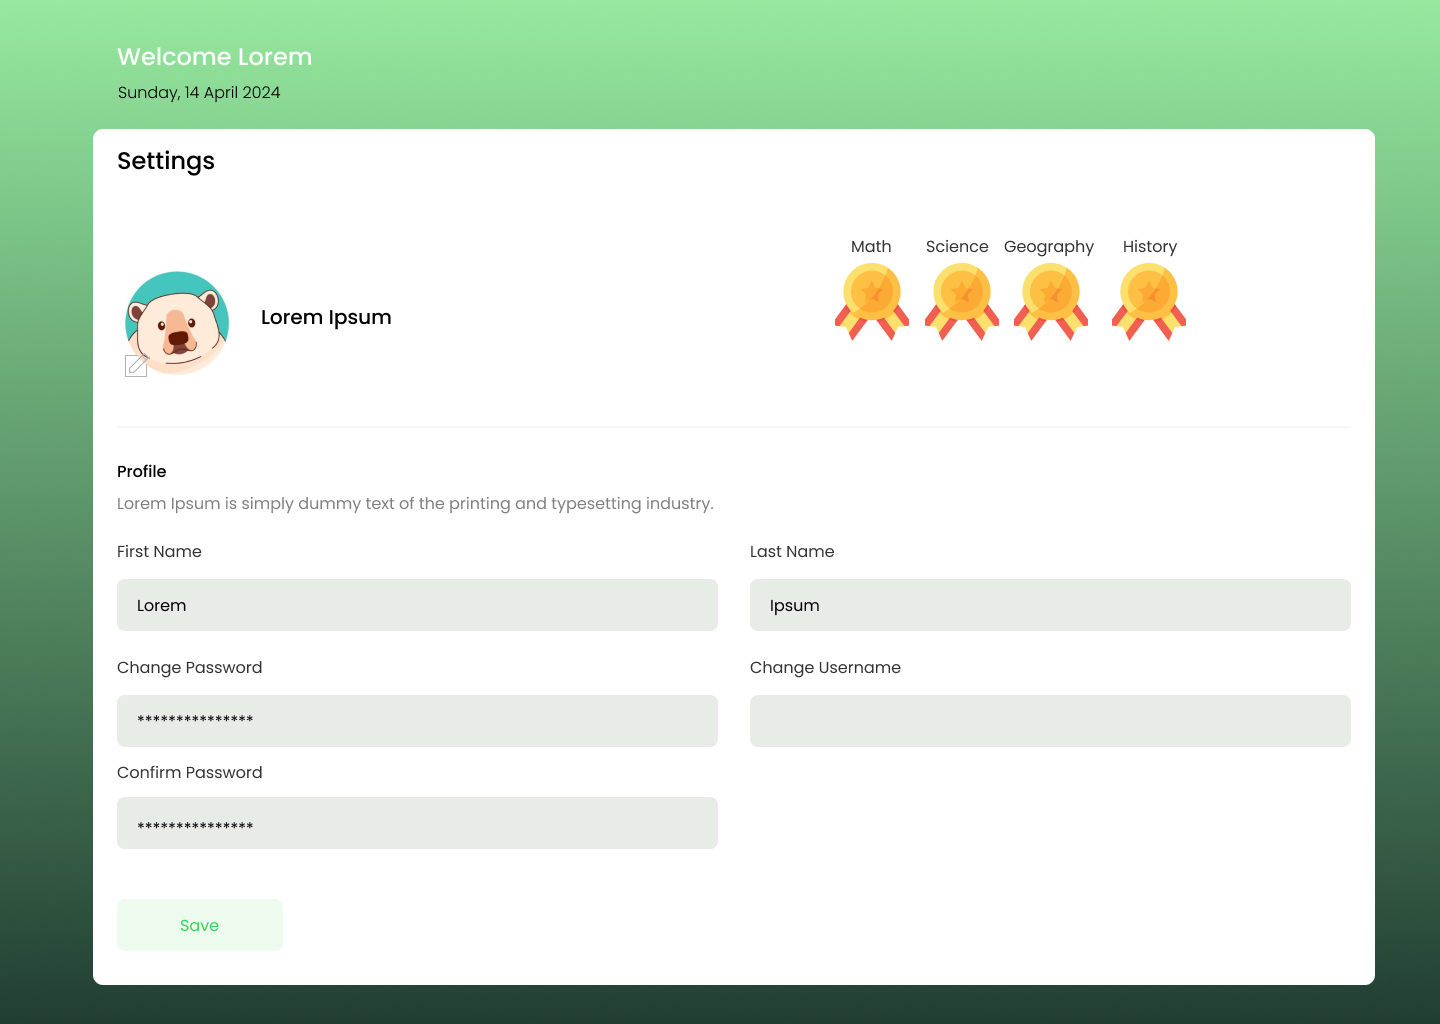 Welcome Lorem
Sunday, 14 April 2024
Settings
Math Science Geography History
Lorem Ipsum
Profile
Lorem Ipsum is simply dummy text of the printing and typesetting industry.
First Name Last Name
Lorem Ipsum
Change Password Change Username
***************
Confirm Password
***************
Save